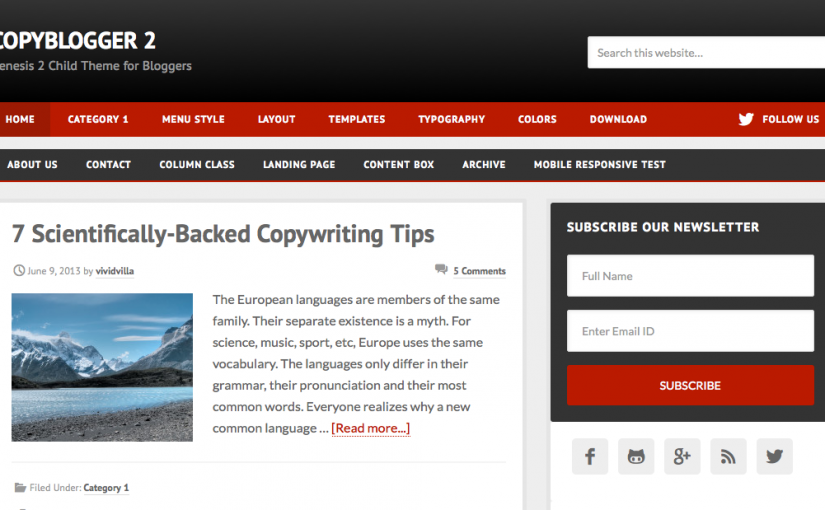 COPYBLOGGER 2
enesis 2 Child Theme for Bloggers
Search this website...
HOME CATEGORY 1 MENU STYLE LAYOUT TEMPLATES TYPOGRAPHY COLORS DOWNLOAD FOLLOW US
ABOUT US CONTACT COLUMN CLASS LANDING PAGE CONTENT BOX ARCHIVE MOBILE RESPONSIVE TEST
7 Scientifically-Backed Copywriting Tips
June 9, 2013 by vividvilla
5 Comments
The European languages are members of the same
family. Their separate existence is a myth. For
science, music, sport, etc, Europe uses the same
vocabulary. The languages only differ in their
grammar, their pronunciation and their most
common words. Everyone realizes why a new
common language … [Read more...]
Filed Under: Category 1
SUBSCRIBE OUR NEWSLETTER
Full Name
Enter Email ID
SUBSCRIBE